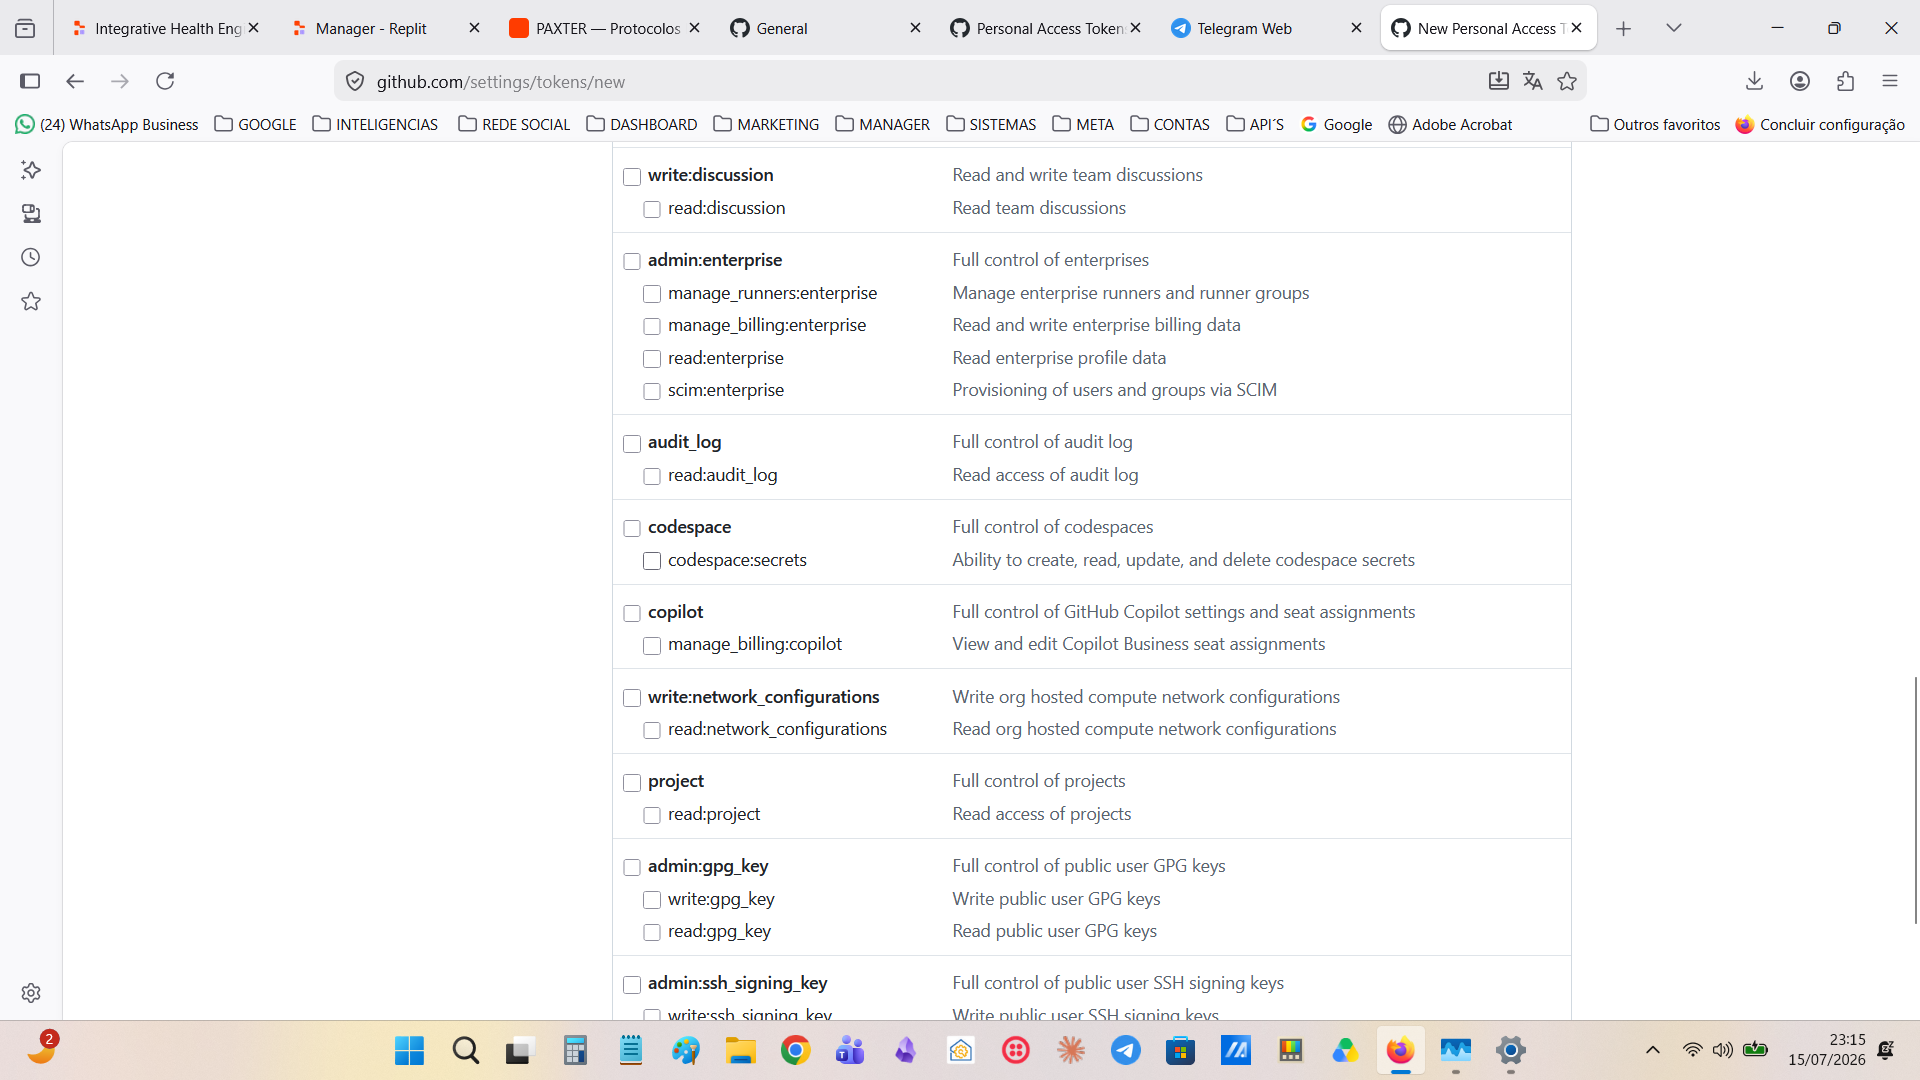 Integrative Health Eng
Manager - Replit
PAXTER — Protocolos
General
Personal Access Token
Telegram Web
New Personal Access T
github.com/settings/tokens/new
(24) WhatsApp Business
GOOGLE
INTELIGENCIAS
REDE SOCIAL
DASHBOARD
MARKETING
MANAGER
SISTEMAS
META
CONTAS
API´S
Google
Adobe Acrobat
Outros favoritos
Concluir configuração
write:discussion Read and write team discussions
read:discussion Read team discussions
admin:enterprise Full control of enterprises
manage_runners:enterprise Manage enterprise runners and runner groups
manage_billing:enterprise Read and write enterprise billing data
read:enterprise Read enterprise profile data
scim:enterprise Provisioning of users and groups via SCIM
audit_log Full control of audit log
read:audit_log Read access of audit log
codespace Full control of codespaces
codespace:secrets Ability to create, read, update, and delete codespace secrets
copilot Full control of GitHub Copilot settings and seat assignments
manage_billing:copilot View and edit Copilot Business seat assignments
write:network_configurations Write org hosted compute network configurations
read:network_configurations Read org hosted compute network configurations
project Full control of projects
read:project Read access of projects
admin:gpg_key Full control of public user GPG keys
write:gpg_key Write public user GPG keys
read:gpg_key Read public user GPG keys
admin:ssh_signing_key Full control of public user SSH signing keys
write:ssh_signing_key Write public user SSH signing keys
2
23:15
15/07/2026